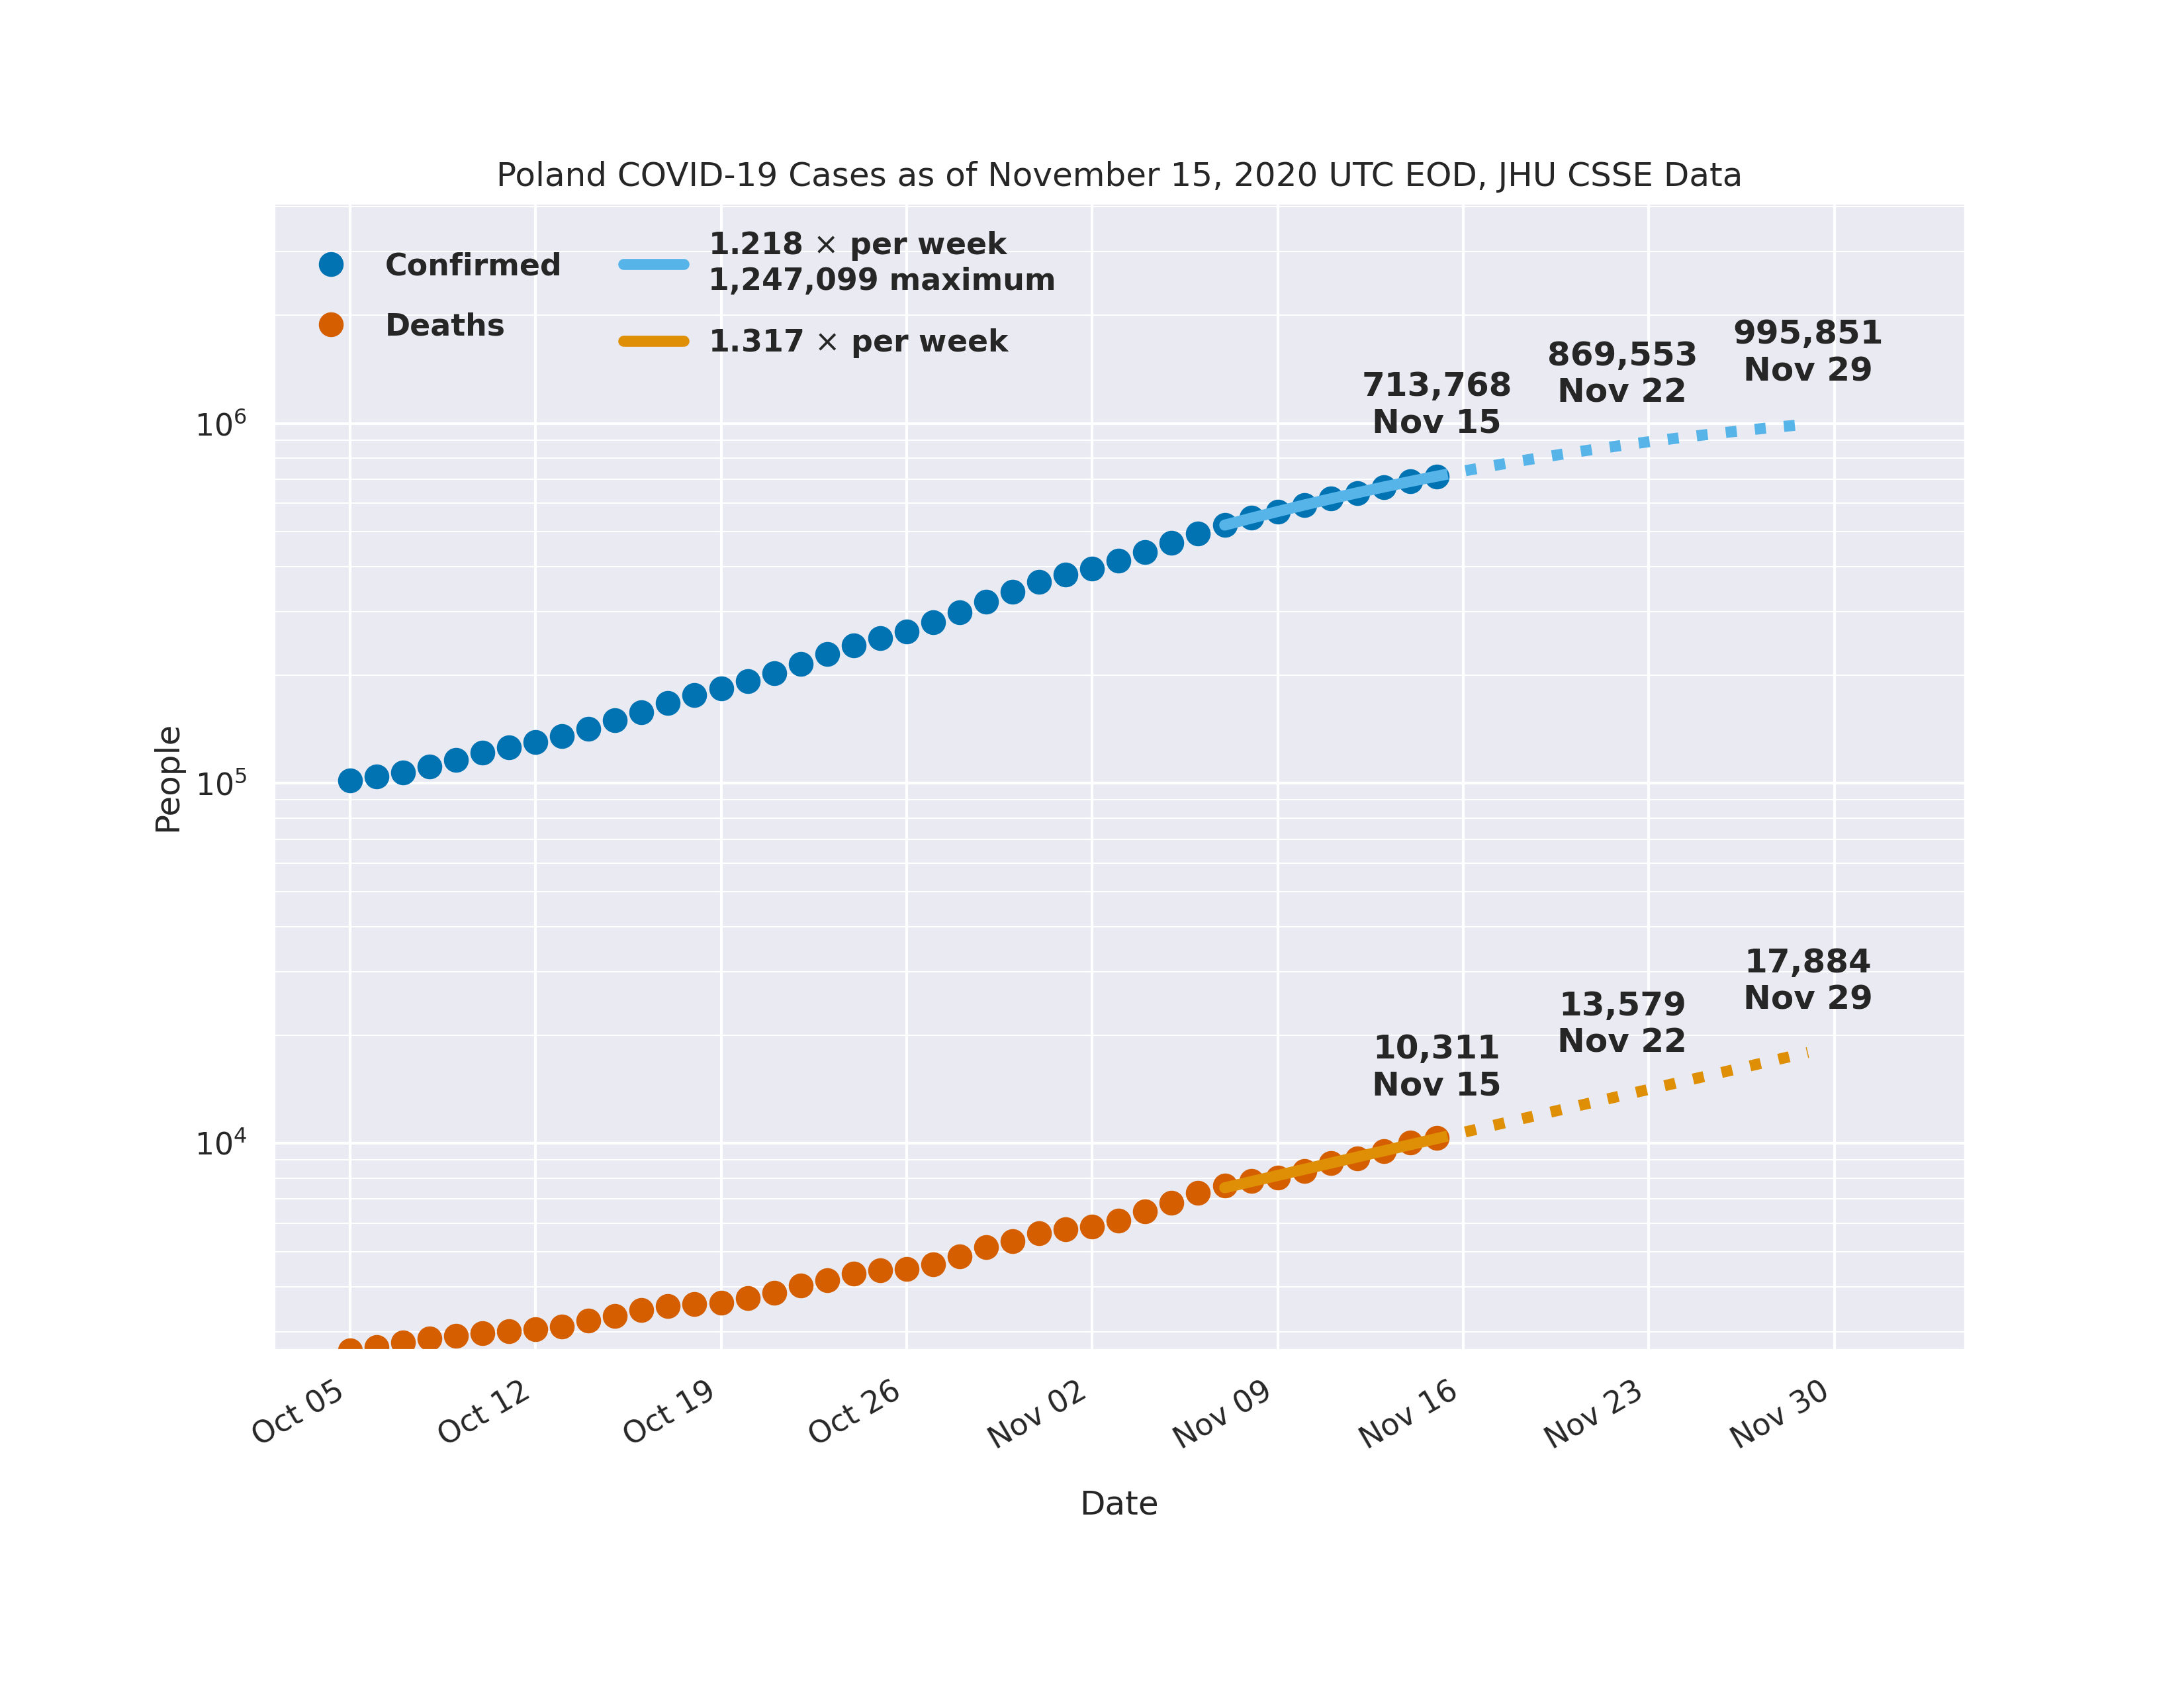 Poland COVID-19 Cases as of November 15, 2020 UTC EOD, JHU CSSE Data
Confirmed
Deaths
1.218 × per week
1,247,099 maximum
1.317 × per week
713,768
Nov 15
869,553
Nov 22
995,851
Nov 29
10,311
Nov 15
13,579
Nov 22
17,884
Nov 29
People
10⁶
10⁵
10⁴
Oct 05
Oct 12
Oct 19
Oct 26
Nov 02
Nov 09
Nov 16
Nov 23
Nov 30
Date